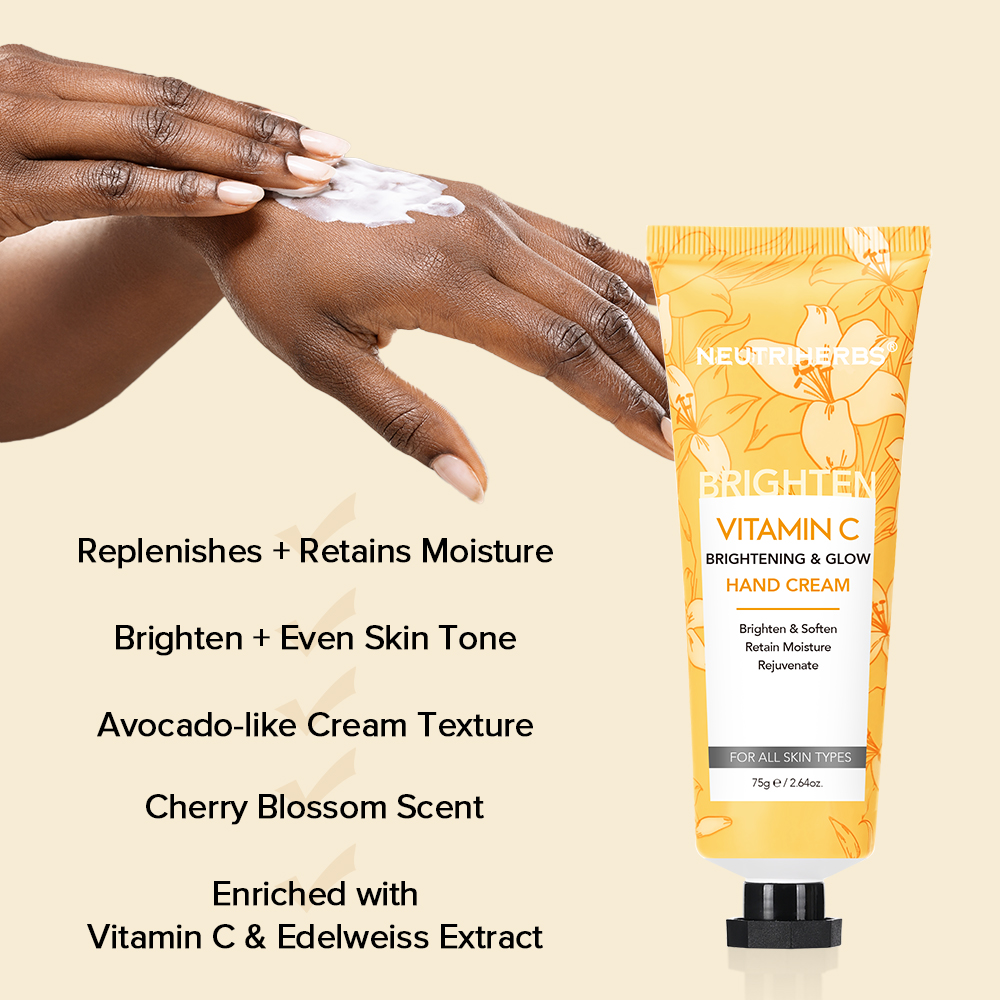 Replenishes + Retains Moisture
Brighten + Even Skin Tone
Avocado-like Cream Texture
Cherry Blossom Scent
Enriched with
Vitamin C & Edelweiss Extract
NEUTRIHERBS®
BRIGHTEN
VITAMIN C
BRIGHTENING & GLOW
HAND CREAM
Brighten & Soften
Retain Moisture
Rejuvenate
FOR ALL SKIN TYPES
75g ℮ / 2.64oz.